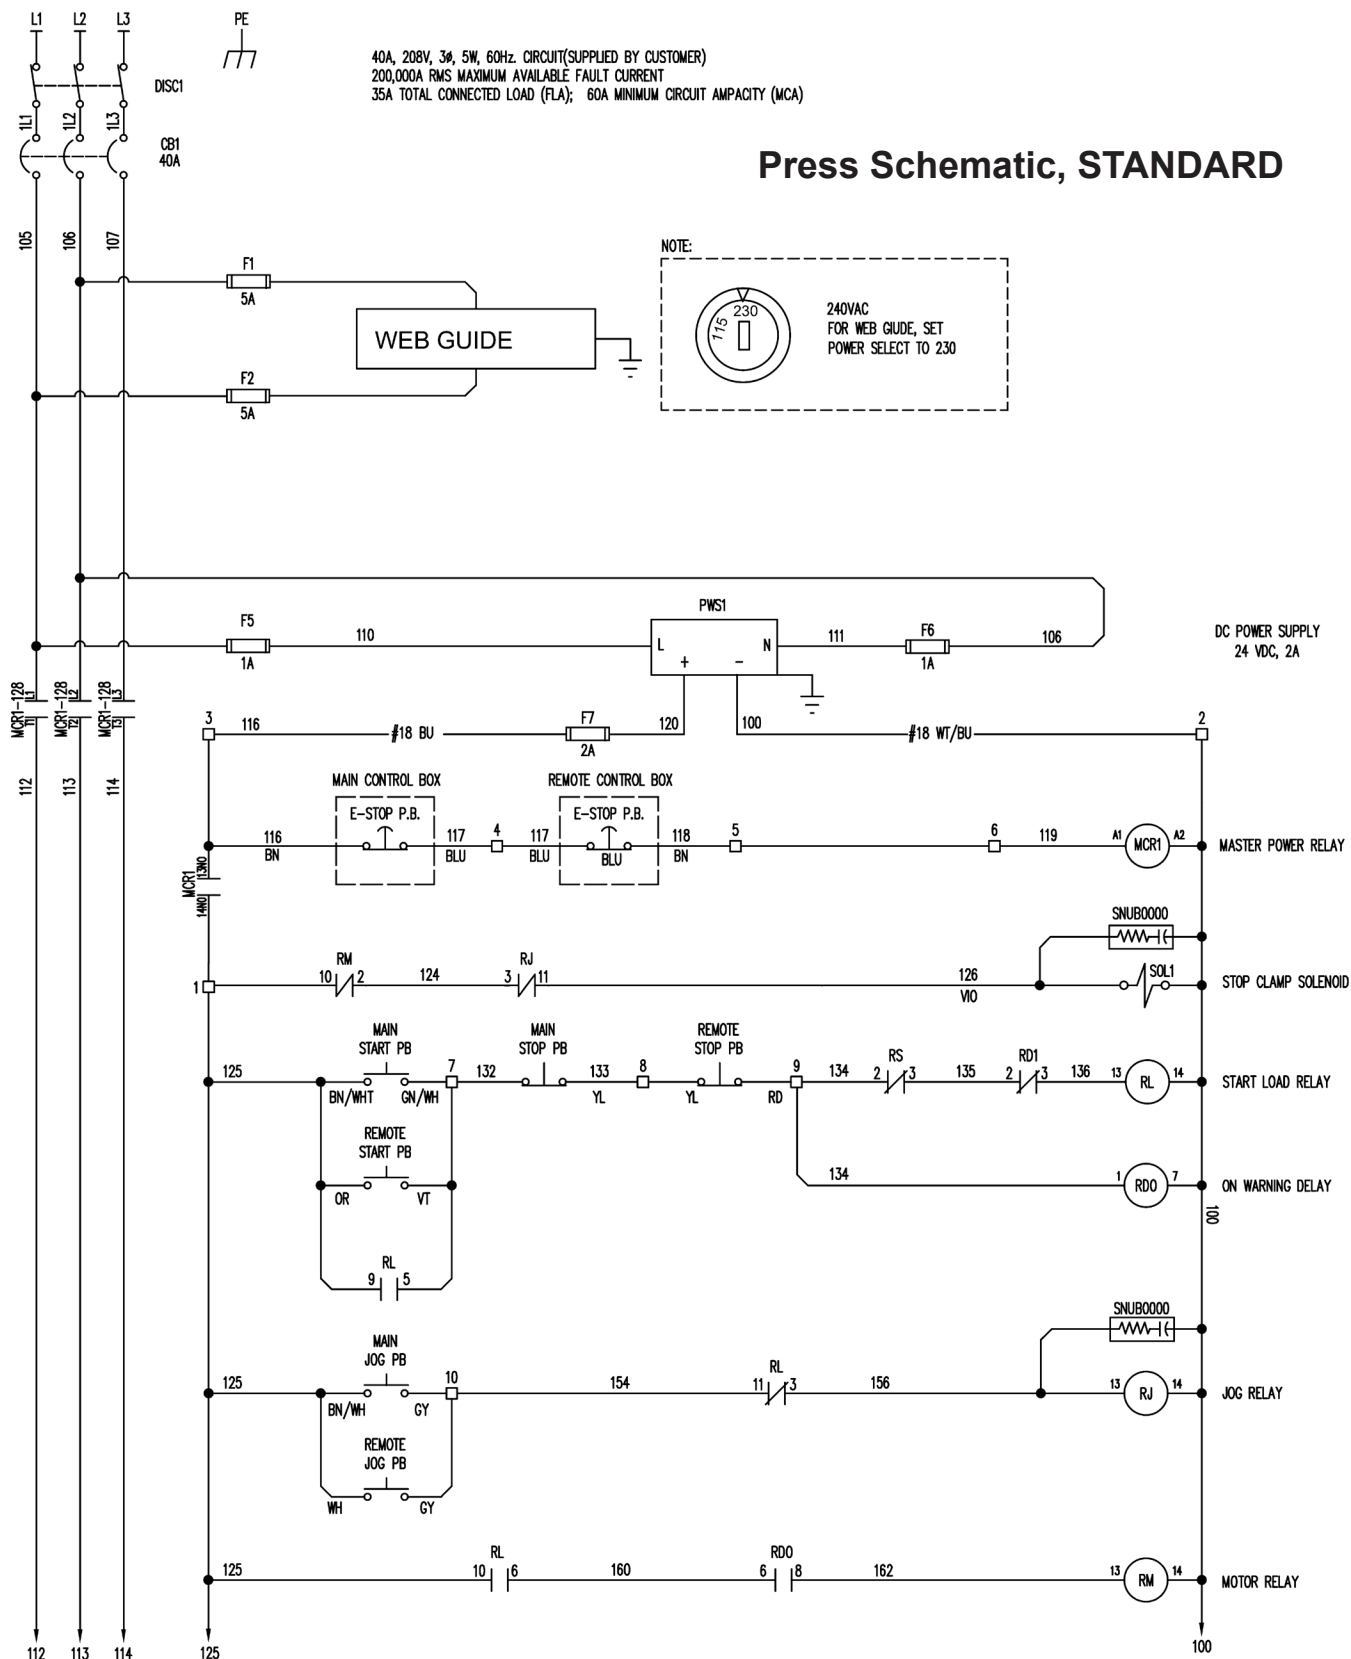 L1 L2 L3 PE
40A, 208V, 3ø, 5W, 60Hz. CIRCUIT(SUPPLIED BY CUSTOMER)
200,000A RMS MAXIMUM AVAILABLE FAULT CURRENT
35A TOTAL CONNECTED LOAD (FLA); 60A MINIMUM CIRCUIT AMPACITY (MCA)
DISC1
1L1 1L2 1L3
CB1
40A
Press Schematic, STANDARD
105 106 107
NOTE:
F1
5A
WEB GUIDE
115 230
240VAC
FOR WEB GIUDE, SET
POWER SELECT TO 230
F2
5A
PWS1
F5
110
L N
111
F6
106
DC POWER SUPPLY
24 VDC, 2A
1A
+ −
1A
MCR1-128 L1 T1
MCR1-128 L2 T2
MCR1-128 L3 T3
3
116
#18 BU
F7
2A
120
100
#18 WT/BU
2
112 113 114
MAIN CONTROL BOX
REMOTE CONTROL BOX
E-STOP P.B.
E-STOP P.B.
116
BN
117
BLU
4
117
BLU
BLU
118
BN
5
6
119
A1 MCR1 A2
MASTER POWER RELAY
MCR1 13NO 14NO
SNUB0000
1
RM
10 2
124
RJ
3 11
126
VIO
SOL1
STOP CLAMP SOLENOID
MAIN
START PB
MAIN
STOP PB
REMOTE
STOP PB
125
BN/WHT GN/WH
7
132
133
YL
8
YL RD
9
134
RS
2 3
135
RD1
2 3
136
13 RL 14
START LOAD RELAY
REMOTE
START PB
OR VT
134
1 RDO 7
ON WARNING DELAY
100
RL
9 5
SNUB0000
MAIN
JOG PB
125
BN/WH GY
10
154
RL
11 3
156
13 RJ 14
JOG RELAY
REMOTE
JOG PB
WH GY
125
RL
10 6
160
RDO
6 8
162
13 RM 14
MOTOR RELAY
112 113 114 125 100